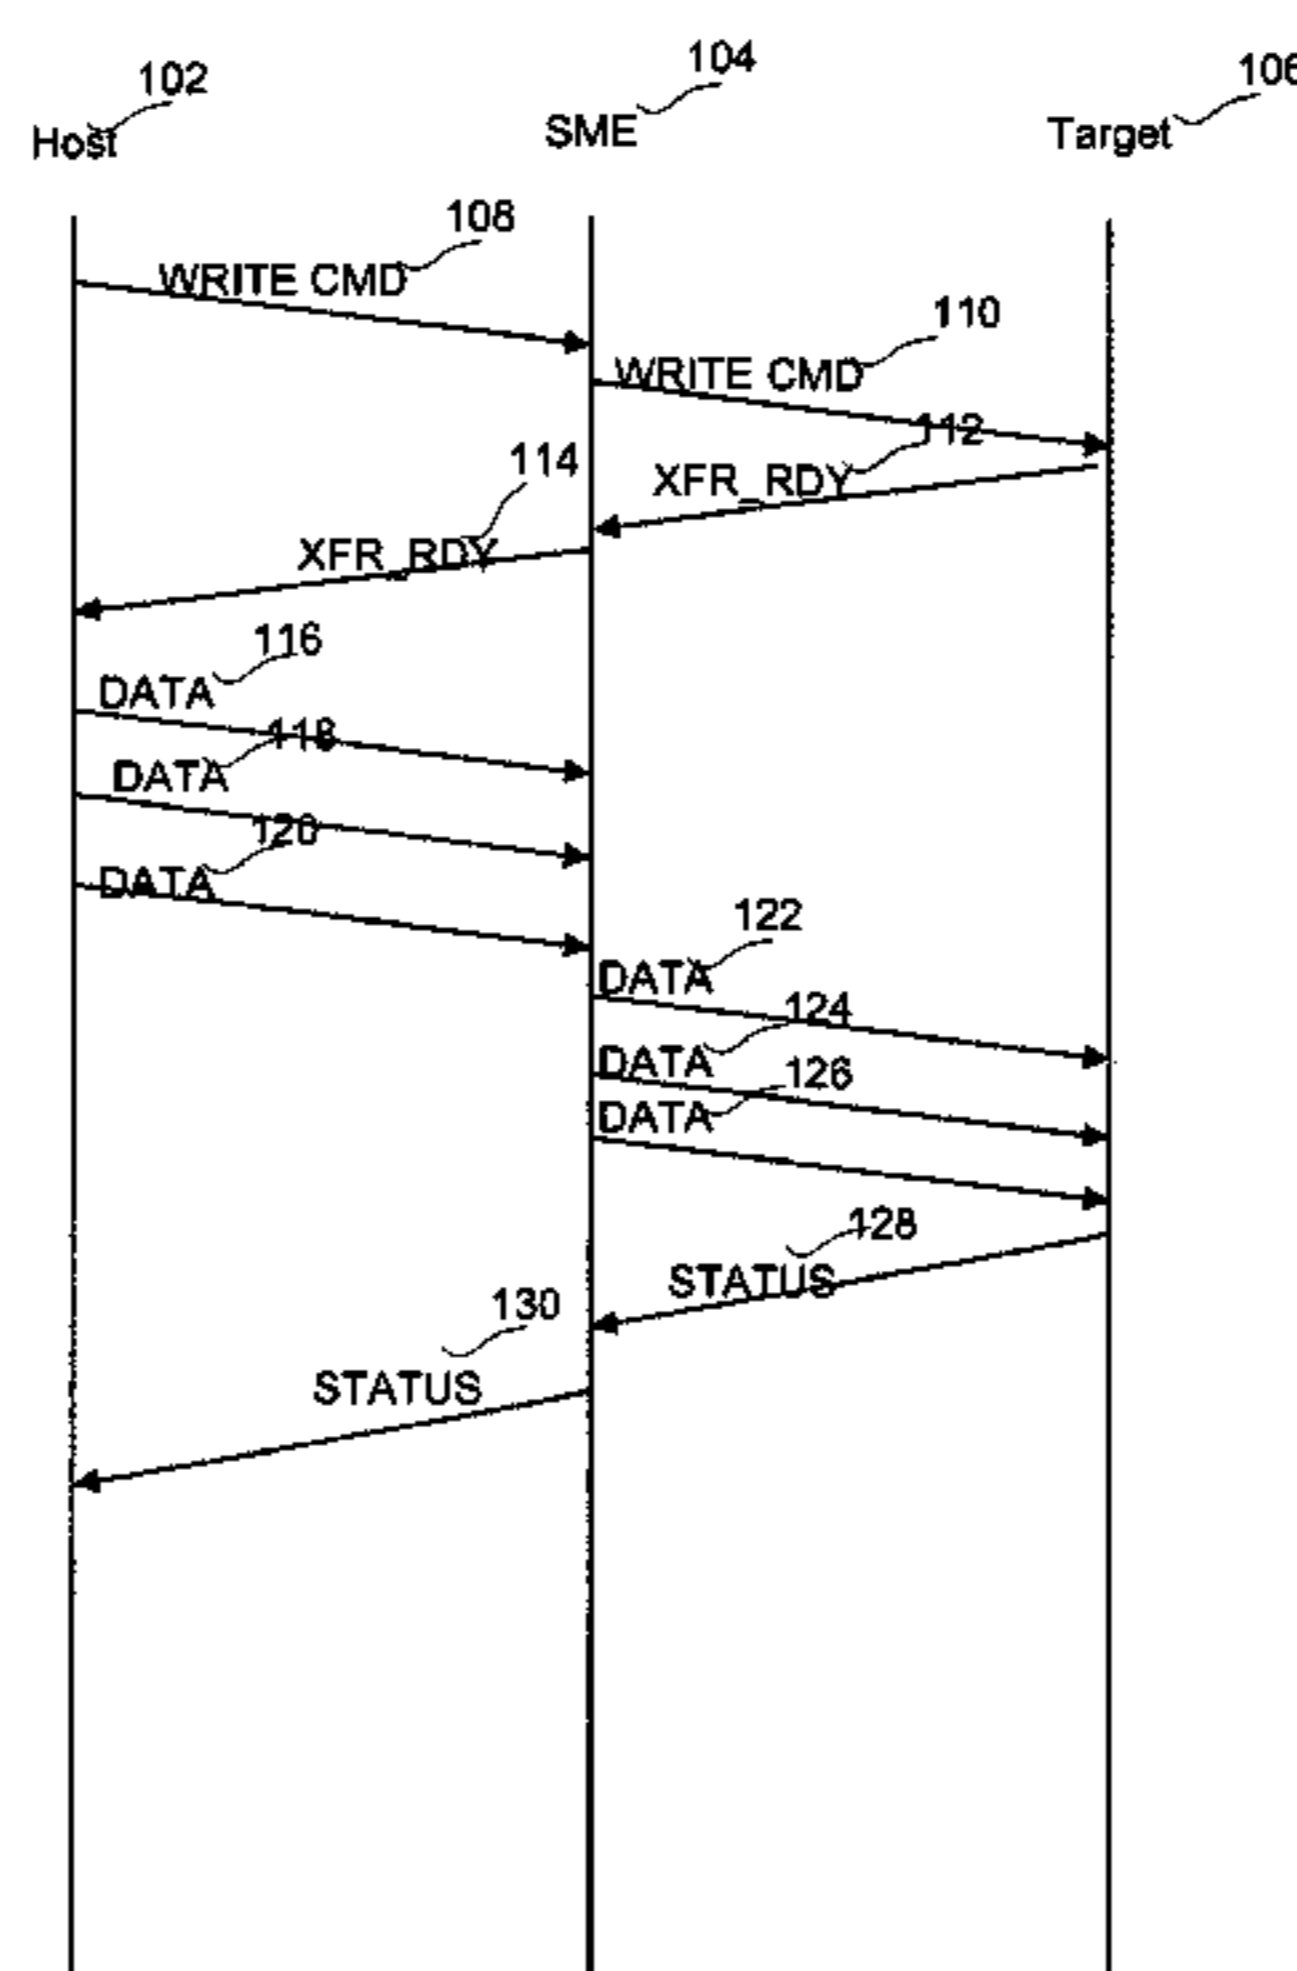 102
104
106
Host
SME
Target
108
WRITE CMD
110
WRITE CMD
112
XFR_RDY
114
XFR_RDY
116
DATA
118
DATA
120
DATA
122
DATA
124
DATA
126
DATA
128
STATUS
130
STATUS